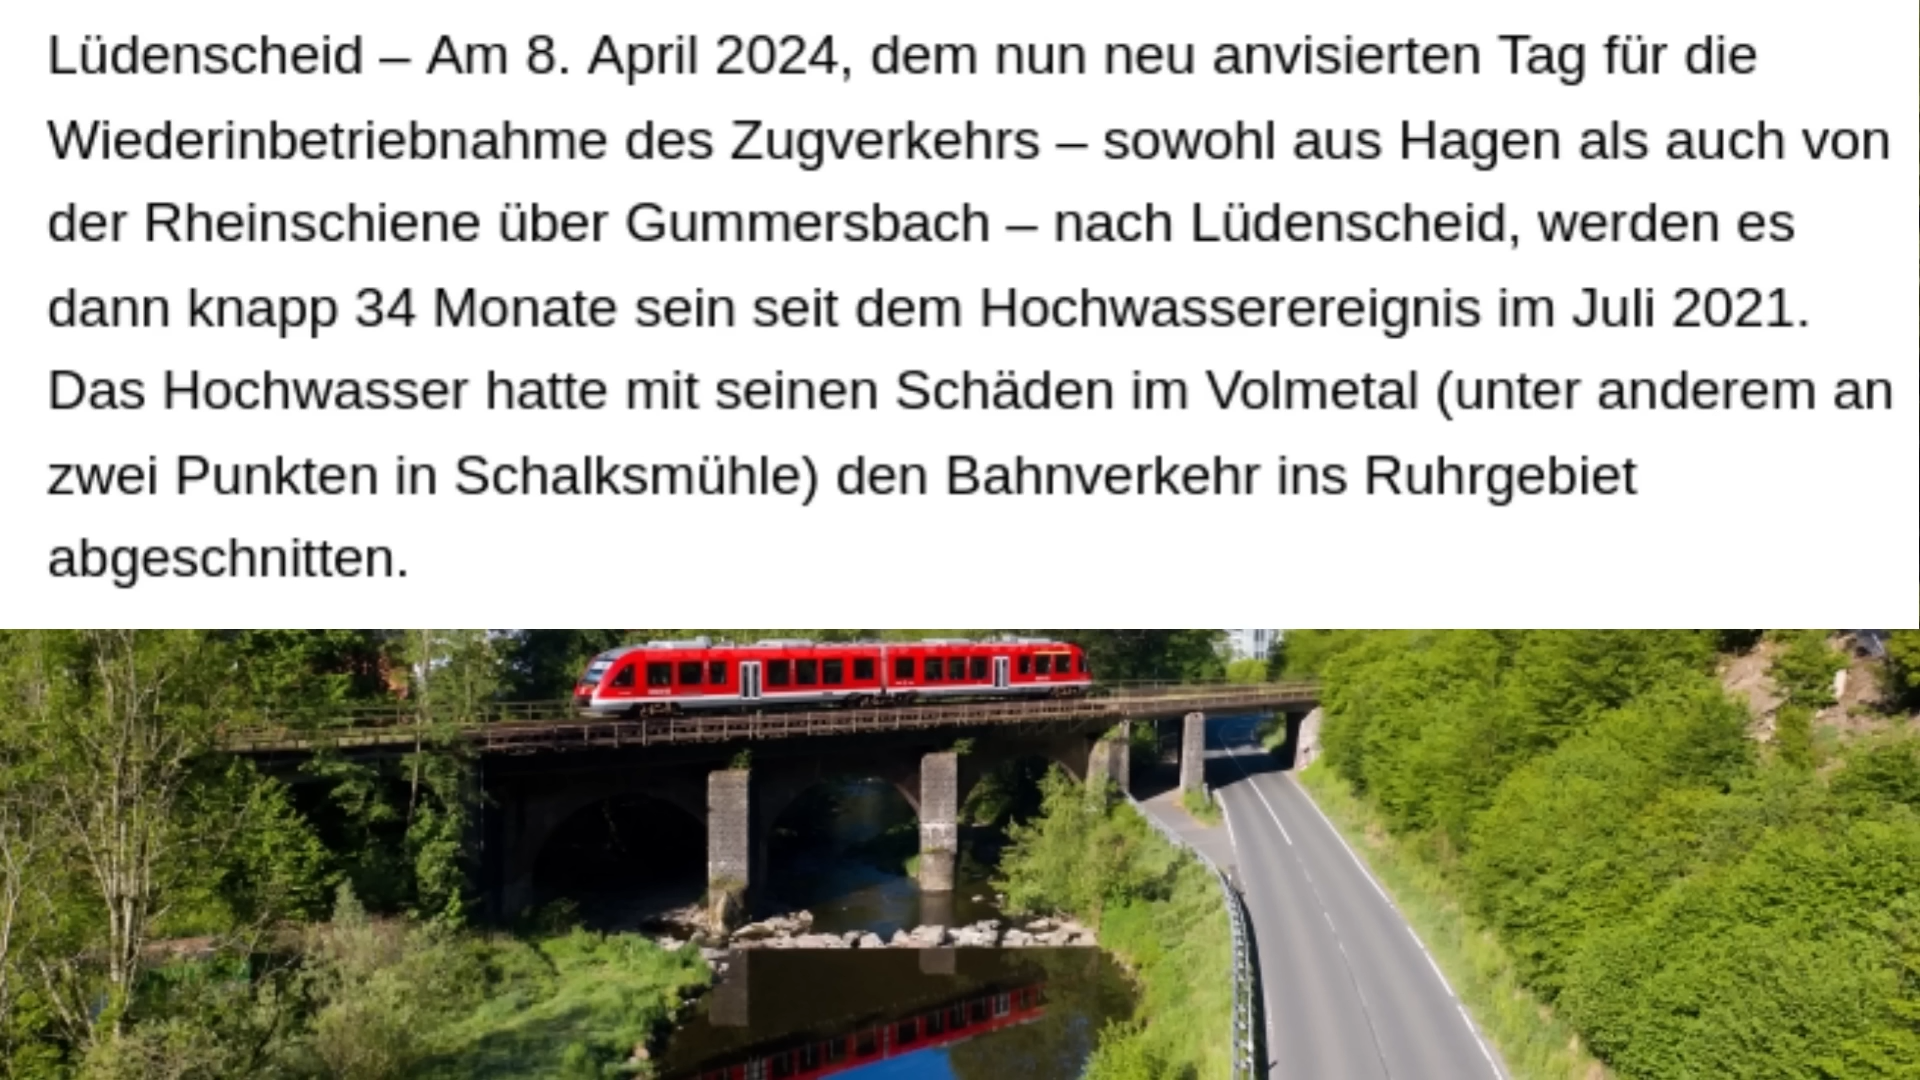 Lüdenscheid – Am 8. April 2024, dem nun neu anvisierten Tag für die
Wiederinbetriebnahme des Zugverkehrs – sowohl aus Hagen als auch von
der Rheinschiene über Gummersbach – nach Lüdenscheid, werden es
dann knapp 34 Monate sein seit dem Hochwasserereignis im Juli 2021.
Das Hochwasser hatte mit seinen Schäden im Volmetal (unter anderem an
zwei Punkten in Schalksmühle) den Bahnverkehr ins Ruhrgebiet
abgeschnitten.